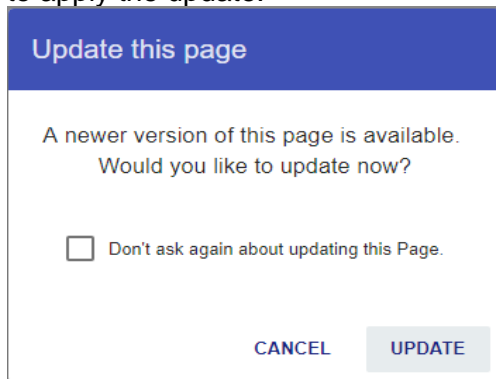 to apply the update.
Update this page
A newer version of this page is available.
Would you like to update now?
Don't ask again about updating this Page.
CANCEL UPDATE